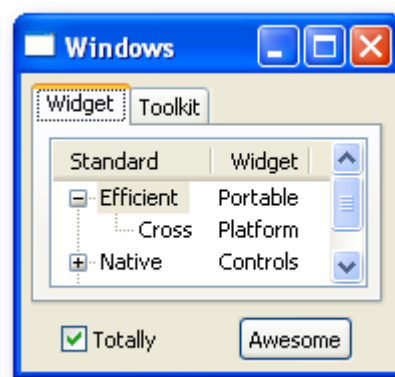 Windows
Widget Toolkit
Standard Widget
Efficient Portable
Cross Platform
Native Controls
Totally Awesome